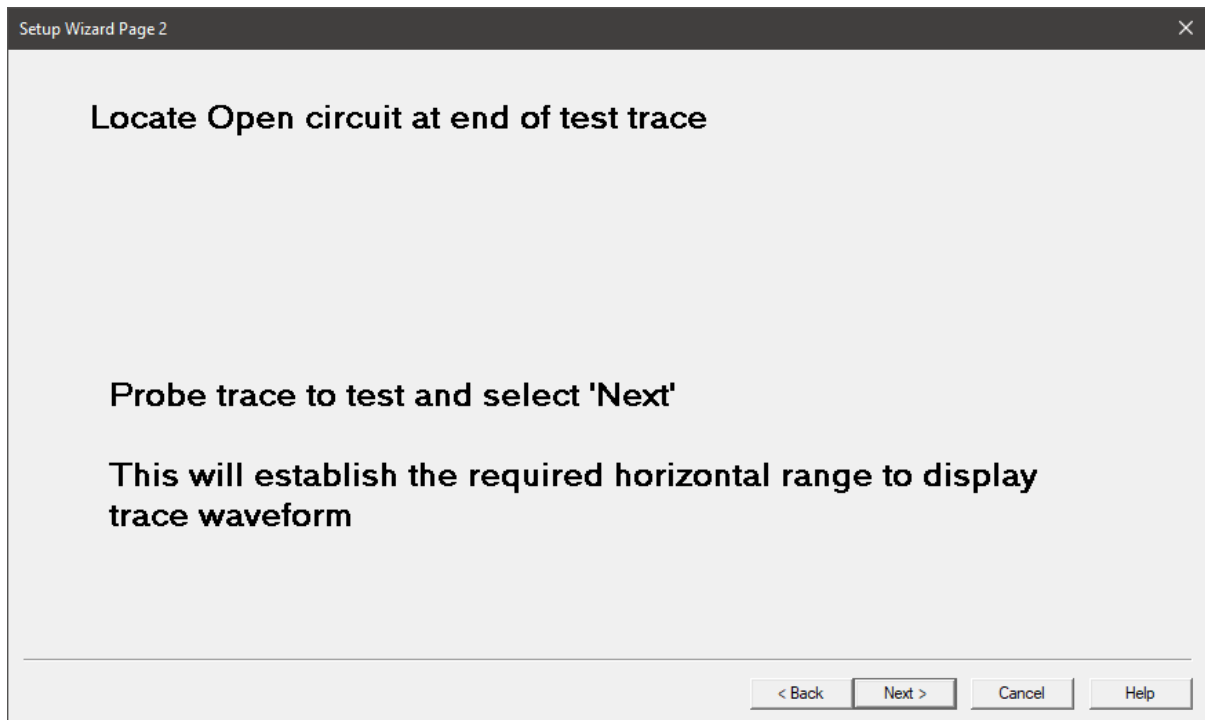 Setup Wizard Page 2
Locate Open circuit at end of test trace
Probe trace to test and select 'Next'
This will establish the required horizontal range to display
trace waveform
< Back
Next >
Cancel
Help